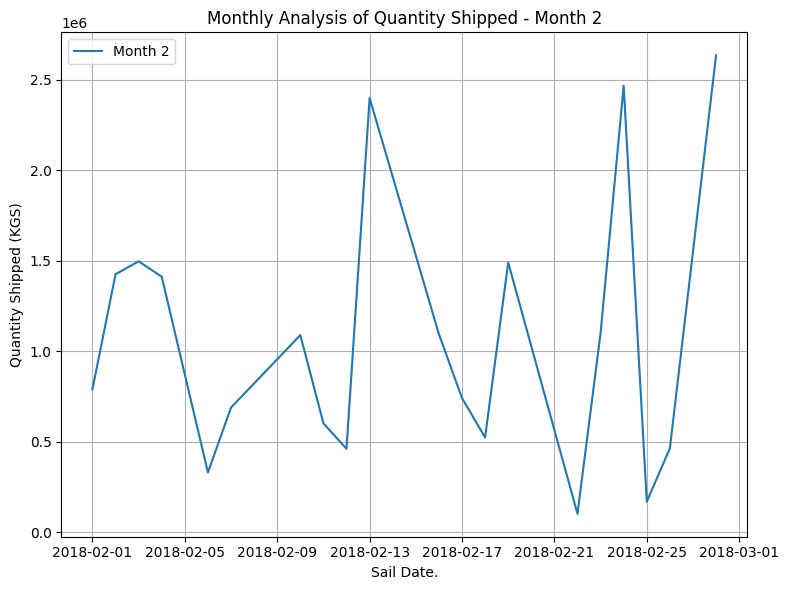 Monthly Analysis of Quantity Shipped - Month 2
1e6
Month 2
2.5
2.0
1.5
1.0
0.5
0.0
Quantity Shipped (KGS)
2018-02-01 2018-02-05 2018-02-09 2018-02-13 2018-02-17 2018-02-21 2018-02-25 2018-03-01
Sail Date.